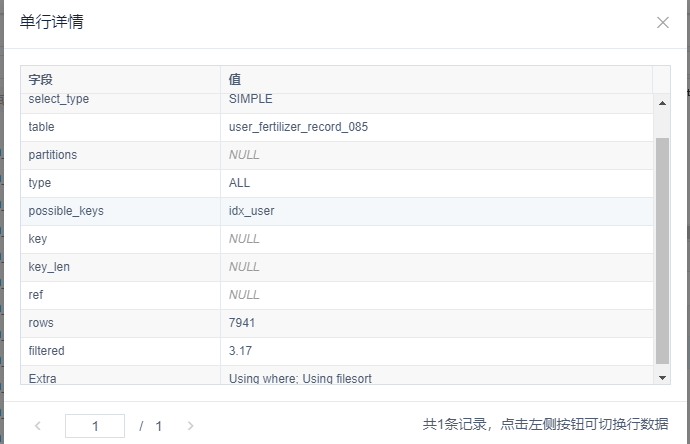 单行详情
字段 值
select_type SIMPLE
table user_fertilizer_record_085
partitions NULL
type ALL
possible_keys idx_user
key NULL
key_len NULL
ref NULL
rows 7941
filtered 3.17
Extra Using where; Using filesort
1 / 1 共1条记录，点击左侧按钮可切换行数据